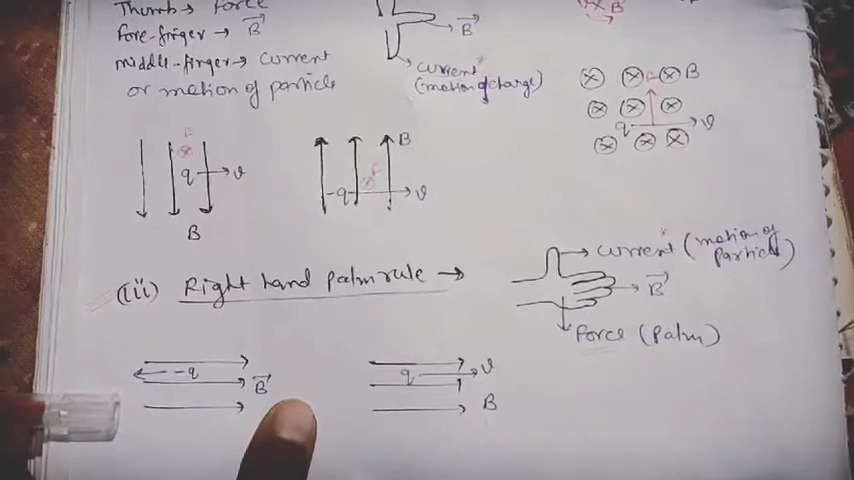 Thumb → Force
fore-finger → B
middle-finger → current
or motion of particle
B
current
(motion of charge)
B
B
F
q
v
F
q
v
B
B
-q
F
v
(iii) Right hand palm rule →
current (motion of particle)
B
Force (Palm)
-q
B
q
v
B